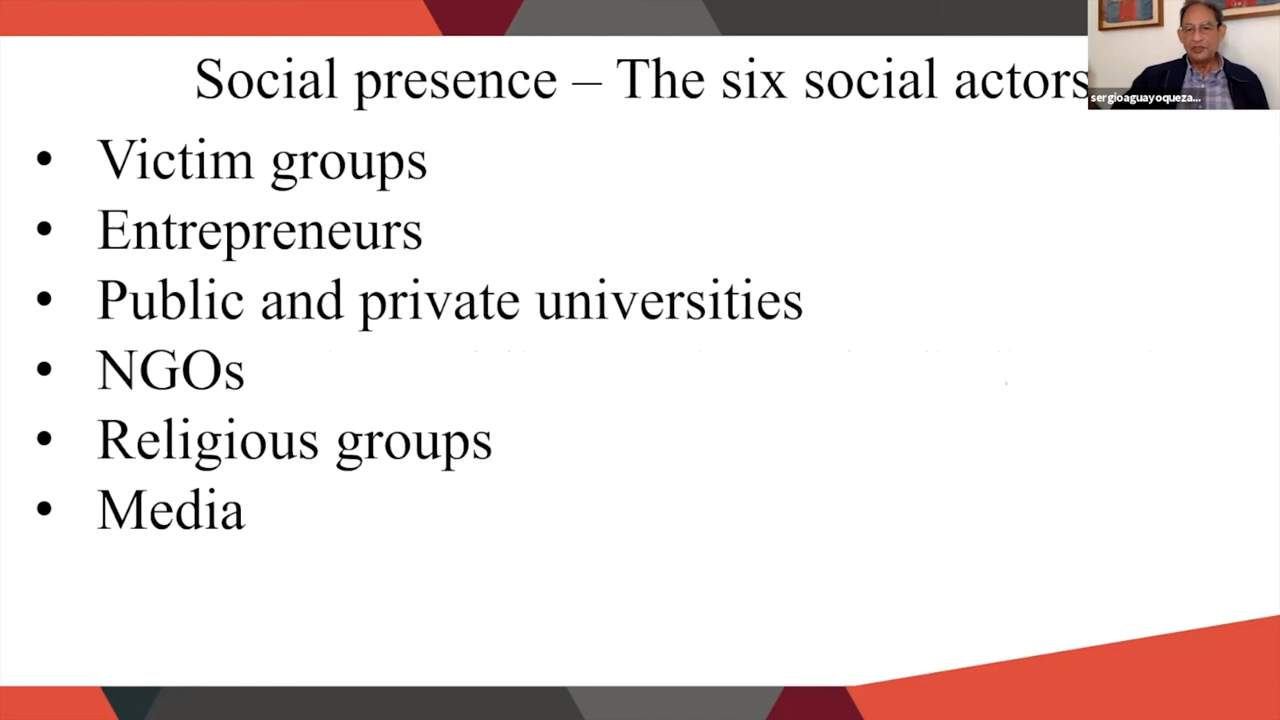 Social presence – The six social actors
sergioaguayoqueza...
• Victim groups
• Entrepreneurs
• Public and private universities
• NGOs
• Religious groups
• Media